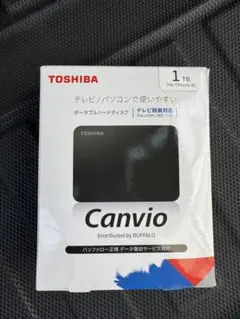 TOSHIBA
1TB
テレビ/パソコンで使いやすい
ポータブルハードディスク
テレビ録画対応
TOSHIBA
Canvio
Distributed by BUFFALO
バッファロー正規 データ復旧サービス対応